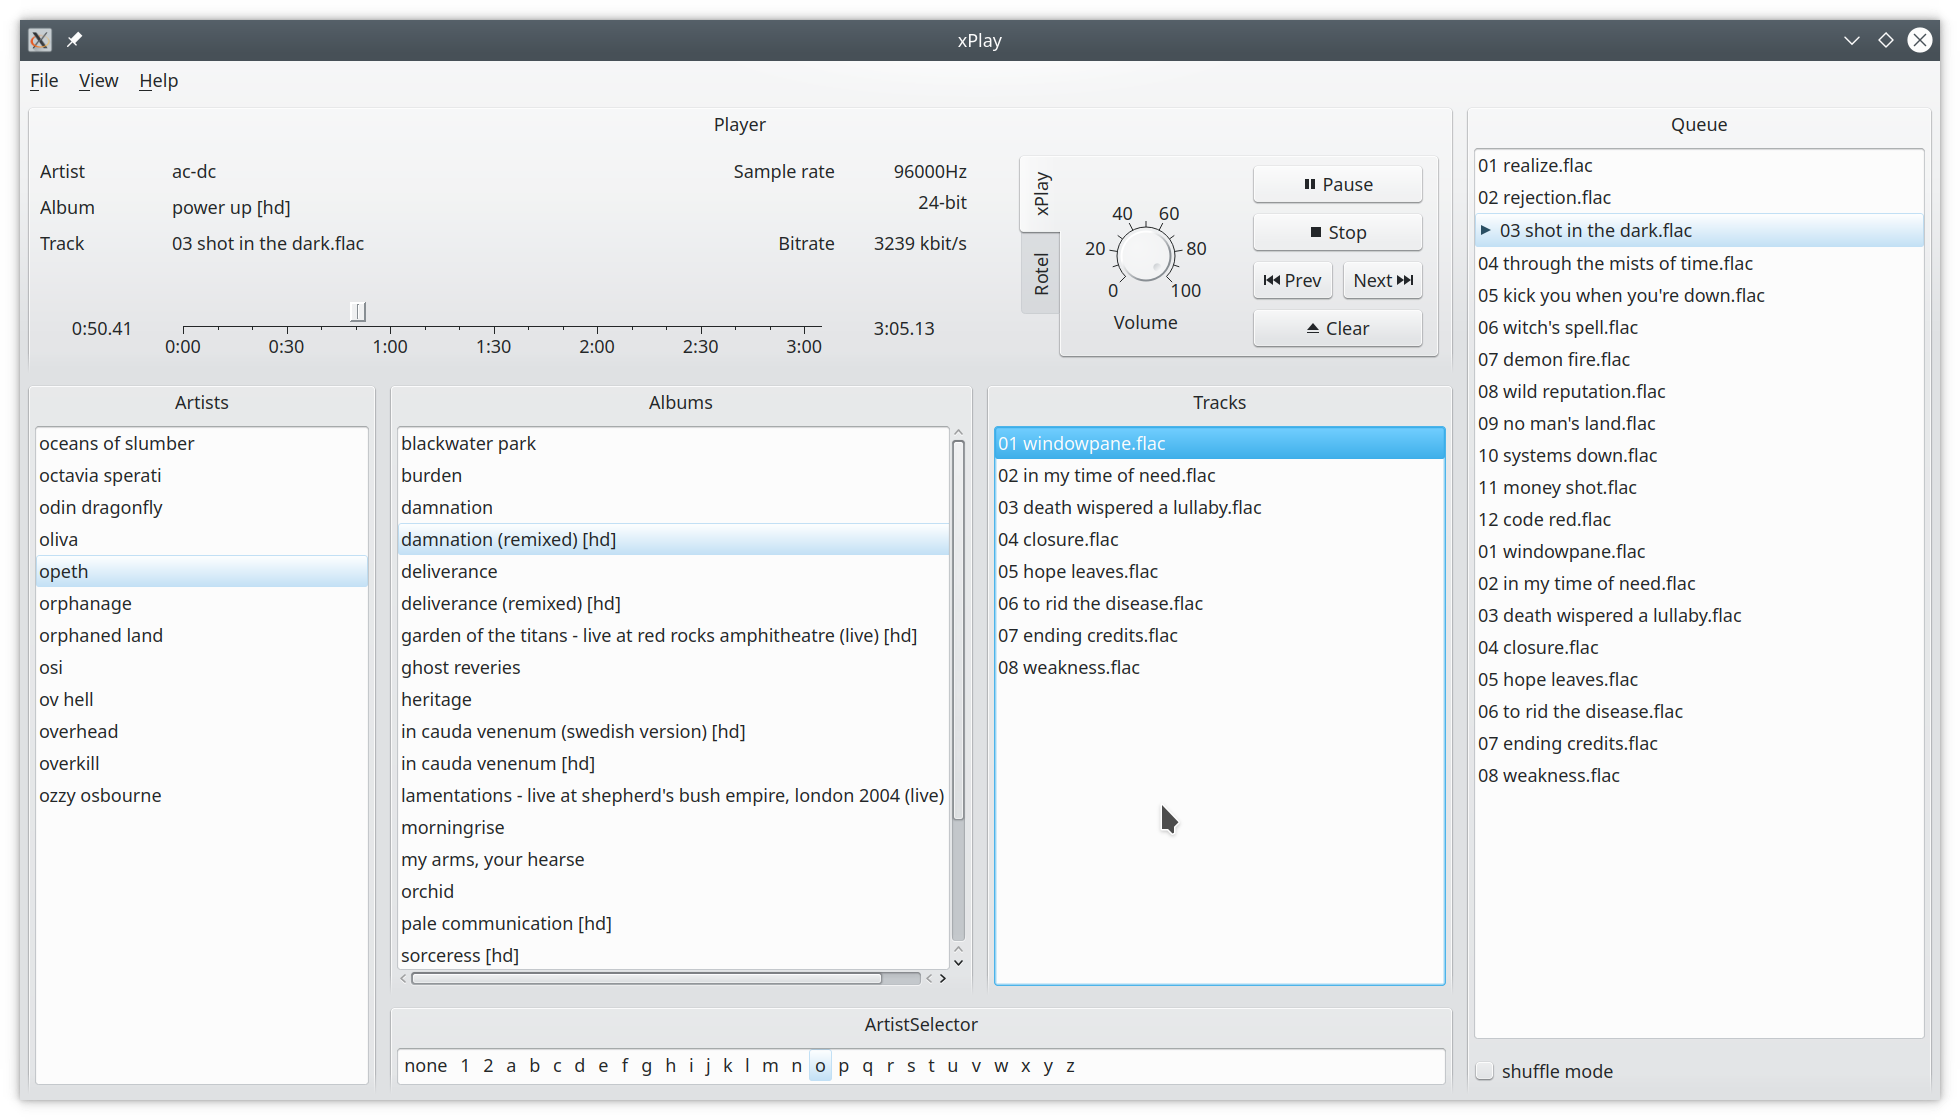 xPlay
File View Help
Player
Artist ac-dc
Album power up [hd]
Track 03 shot in the dark.flac
Sample rate 96000Hz
24-bit
Bitrate 3239 kbit/s
0:50.41
0:00 0:30 1:00 1:30 2:00 2:30 3:00
3:05.13
xPlay
Rotel
0 20 40 60 80 100
Volume
Pause
Stop
Prev Next
Clear
Artists
oceans of slumber
octavia sperati
odin dragonfly
oliva
opeth
orphanage
orphaned land
osi
ov hell
overhead
overkill
ozzy osbourne
Albums
blackwater park
burden
damnation
damnation (remixed) [hd]
deliverance
deliverance (remixed) [hd]
garden of the titans - live at red rocks amphitheatre (live) [hd]
ghost reveries
heritage
in cauda venenum (swedish version) [hd]
in cauda venenum [hd]
lamentations - live at shepherd's bush empire, london 2004 (live)
morningrise
my arms, your hearse
orchid
pale communication [hd]
sorceress [hd]
Tracks
01 windowpane.flac
02 in my time of need.flac
03 death wispered a lullaby.flac
04 closure.flac
05 hope leaves.flac
06 to rid the disease.flac
07 ending credits.flac
08 weakness.flac
ArtistSelector
none 1 2 a b c d e f g h i j k l m n o p q r s t u v w x y z
Queue
01 realize.flac
02 rejection.flac
03 shot in the dark.flac
04 through the mists of time.flac
05 kick you when you're down.flac
06 witch's spell.flac
07 demon fire.flac
08 wild reputation.flac
09 no man's land.flac
10 systems down.flac
11 money shot.flac
12 code red.flac
01 windowpane.flac
02 in my time of need.flac
03 death wispered a lullaby.flac
04 closure.flac
05 hope leaves.flac
06 to rid the disease.flac
07 ending credits.flac
08 weakness.flac
shuffle mode